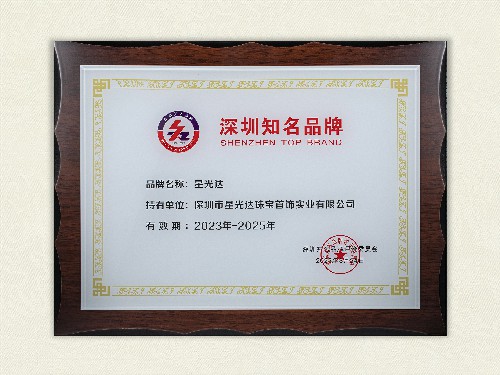 深圳知名品牌
SHENZHEN TOP BRAND
品牌名称：星光达
持有单位：深圳市星光达珠宝首饰实业有限公司
有效期：2023年-2025年